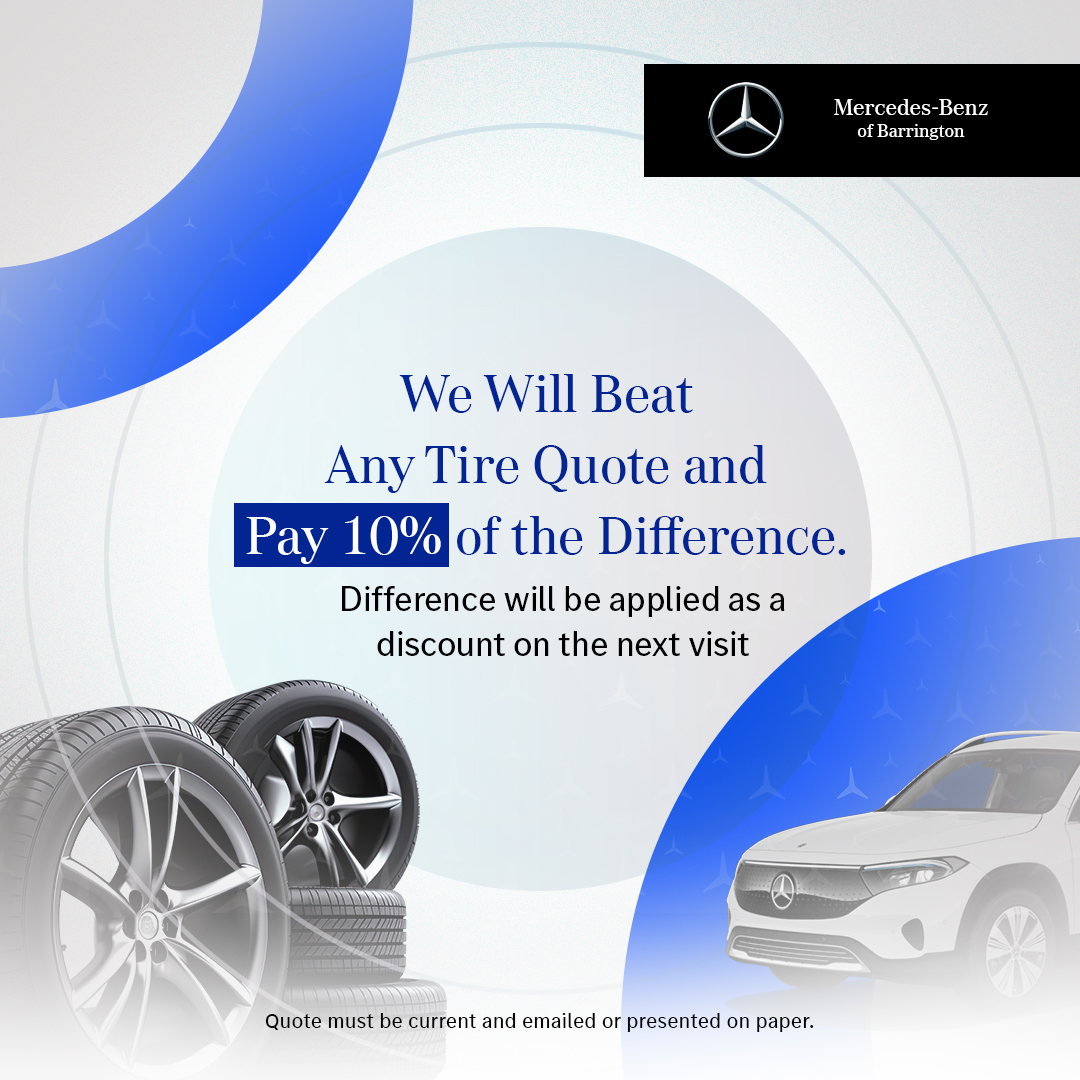 Mercedes-Benz
of Barrington
We Will Beat
Any Tire Quote and
Pay 10% of the Difference.
Difference will be applied as a
discount on the next visit
Quote must be current and emailed or presented on paper.